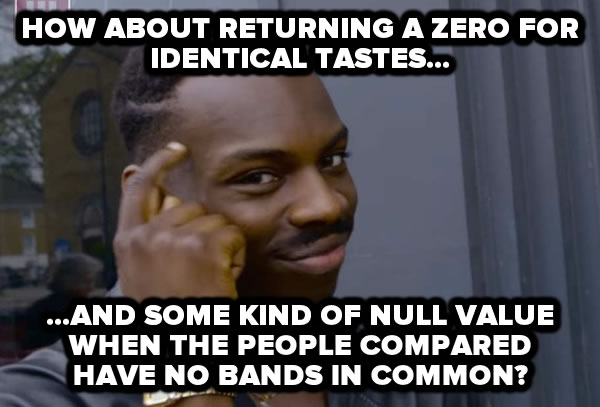 HOW ABOUT RETURNING A ZERO FOR
IDENTICAL TASTES...
...AND SOME KIND OF NULL VALUE
WHEN THE PEOPLE COMPARED
HAVE NO BANDS IN COMMON?